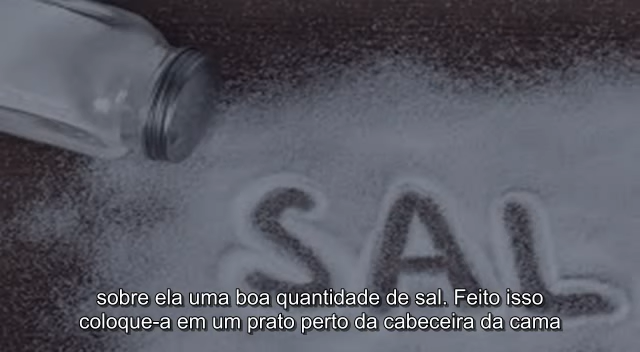 SAL
sobre ela uma boa quantidade de sal. Feito isso
coloque-a em um prato perto da cabeceira da cama